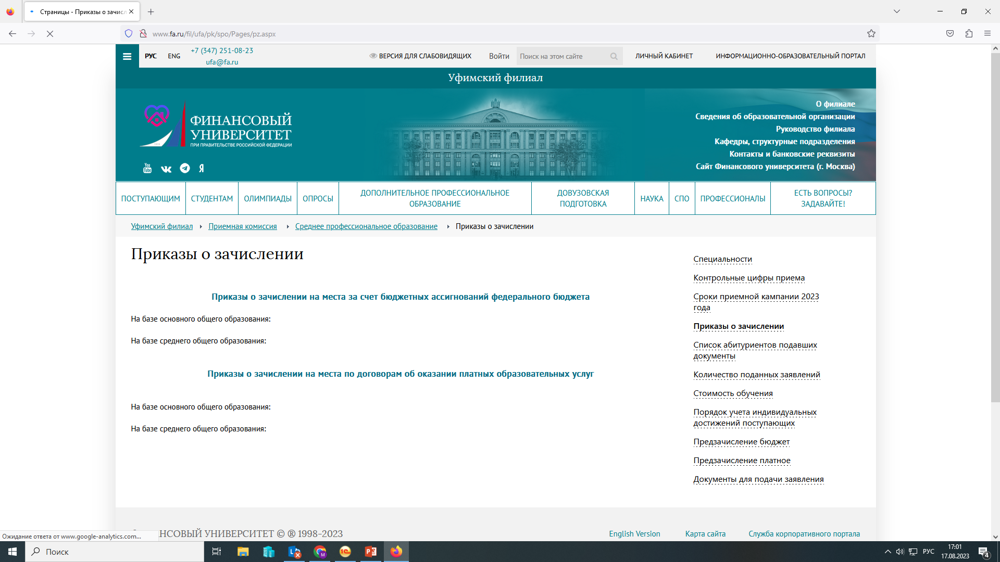 Страницы - Приказы о зачисл
www.fa.ru/fil/ufa/pk/spo/Pages/pz.aspx
РУС
ENG
+7 (347) 251-08-23
ufa@fa.ru
ВЕРСИЯ ДЛЯ СЛАБОВИДЯЩИХ
Войти
Поиск на этом сайте
ЛИЧНЫЙ КАБИНЕТ
ИНФОРМАЦИОННО-ОБРАЗОВАТЕЛЬНЫЙ ПОРТАЛ
Уфимский филиал
ФИНАНСОВЫЙ
УНИВЕРСИТЕТ
ПРИ ПРАВИТЕЛЬСТВЕ РОССИЙСКОЙ ФЕДЕРАЦИИ
You
Tube
Я
О филиале
Сведения об образовательной организации
Руководство филиала
Кафедры, структурные подразделения
Контакты и банковские реквизиты
Сайт Финансового университета (г. Москва)
ПОСТУПАЮЩИМ
СТУДЕНТАМ
ОЛИМПИАДЫ
ОПРОСЫ
ДОПОЛНИТЕЛЬНОЕ ПРОФЕССИОНАЛЬНОЕ
ОБРАЗОВАНИЕ
ДОВУЗОВСКАЯ
ПОДГОТОВКА
НАУКА
СПО
ПРОФЕССИОНАЛЫ
ЕСТЬ ВОПРОСЫ?
ЗАДАВАЙТЕ!
Уфимский филиал
Приемная комиссия
Среднее профессиональное образование
Приказы о зачислении
Приказы о зачислении
Приказы о зачислении на места за счет бюджетных ассигнований федерального бюджета
На базе основного общего образования:
На базе среднего общего образования:
Приказы о зачислении на места по договорам об оказании платных образовательных услуг
На базе основного общего образования:
На базе среднего общего образования:
Специальности
Контрольные цифры приема
Сроки приемной кампании 2023
года
Приказы о зачислении
Список абитуриентов подавших
документы
Количество поданных заявлений
Стоимость обучения
Порядок учета индивидуальных
достижений поступающих
Предзачисление бюджет
Предзачисление платное
Документы для подачи заявления
НСОВЫЙ УНИВЕРСИТЕТ © ® 1998-2023
English Version
Карта сайта
Служба корпоративного портала
Ожидание ответа от www.google-analytics.com...
Поиск
РУС
17:01
17.08.2023
4